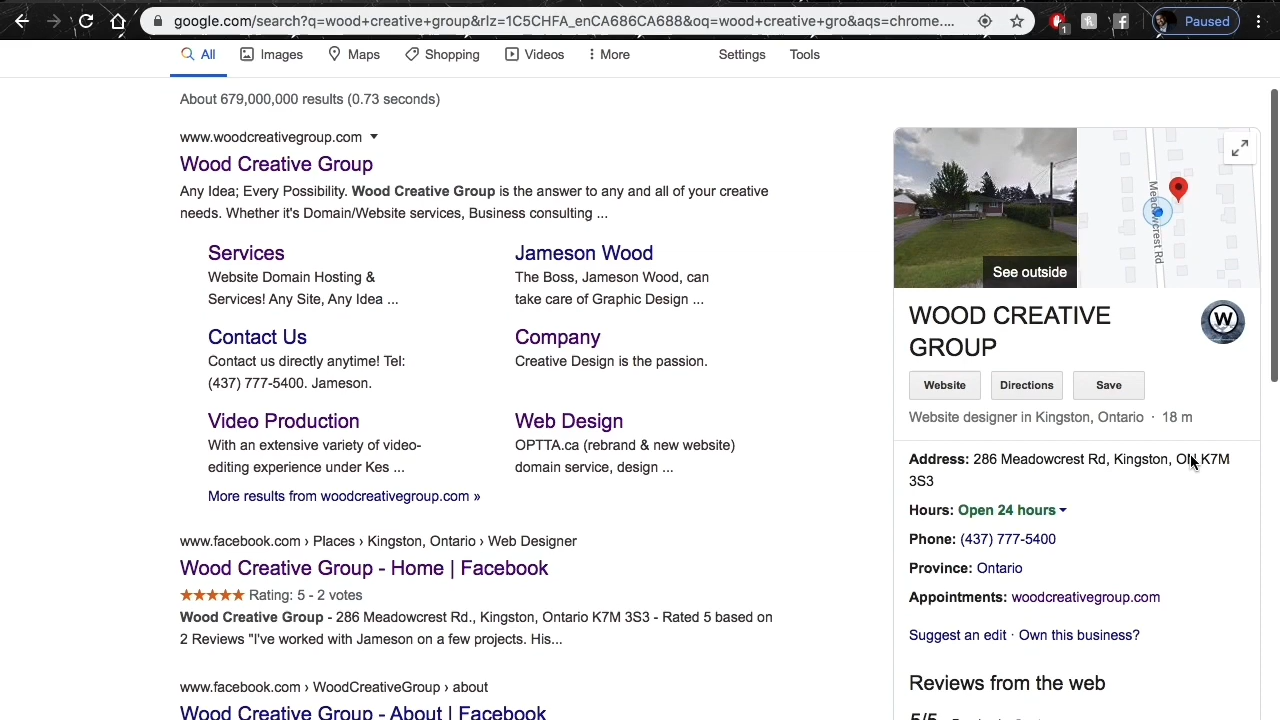 google.com/search?q=wood+creative+group&rlz=1C5CHFA_enCA686CA688&oq=wood+creative+gro&aqs=chrome....
1
Paused
All
Images
Maps
Shopping
Videos
More
Settings
Tools
About 679,000,000 results (0.73 seconds)
www.woodcreativegroup.com
Wood Creative Group
Any Idea; Every Possibility. Wood Creative Group is the answer to any and all of your creative
needs. Whether it's Domain/Website services, Business consulting ...
Services
Website Domain Hosting &
Services! Any Site, Any Idea ...
Jameson Wood
The Boss, Jameson Wood, can
take care of Graphic Design ...
Contact Us
Contact us directly anytime! Tel:
(437) 777-5400. Jameson.
Company
Creative Design is the passion.
Video Production
With an extensive variety of video-
editing experience under Kes ...
Web Design
OPTTA.ca (rebrand & new website)
domain service, design ...
More results from woodcreativegroup.com »
www.facebook.com › Places › Kingston, Ontario › Web Designer
Wood Creative Group - Home | Facebook
★★★★★ Rating: 5 - 2 votes
Wood Creative Group - 286 Meadowcrest Rd., Kingston, Ontario K7M 3S3 - Rated 5 based on
2 Reviews "I've worked with Jameson on a few projects. His...
www.facebook.com › WoodCreativeGroup › about
Wood Creative Group - About | Facebook
See outside
Meadowcrest Rd
WOOD CREATIVE
GROUP
W
Website
Directions
Save
Website designer in Kingston, Ontario · 18 m
Address: 286 Meadowcrest Rd, Kingston, ON K7M
3S3
Hours: Open 24 hours
Phone: (437) 777-5400
Province: Ontario
Appointments: woodcreativegroup.com
Suggest an edit · Own this business?
Reviews from the web
5/5